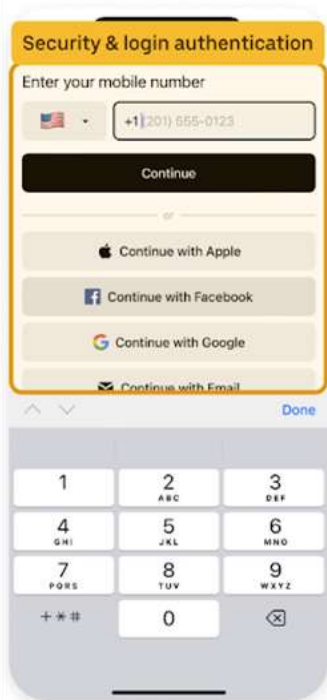 Security & login authentication
Enter your mobile number
+1 (201) 555-0123
Continue
or
Continue with Apple
Continue with Facebook
Continue with Google
Continue with Email
Done
1
2
ABC
3
DEF
4
GHI
5
JKL
6
MNO
7
PQRS
8
TUV
9
WXYZ
+*#
0